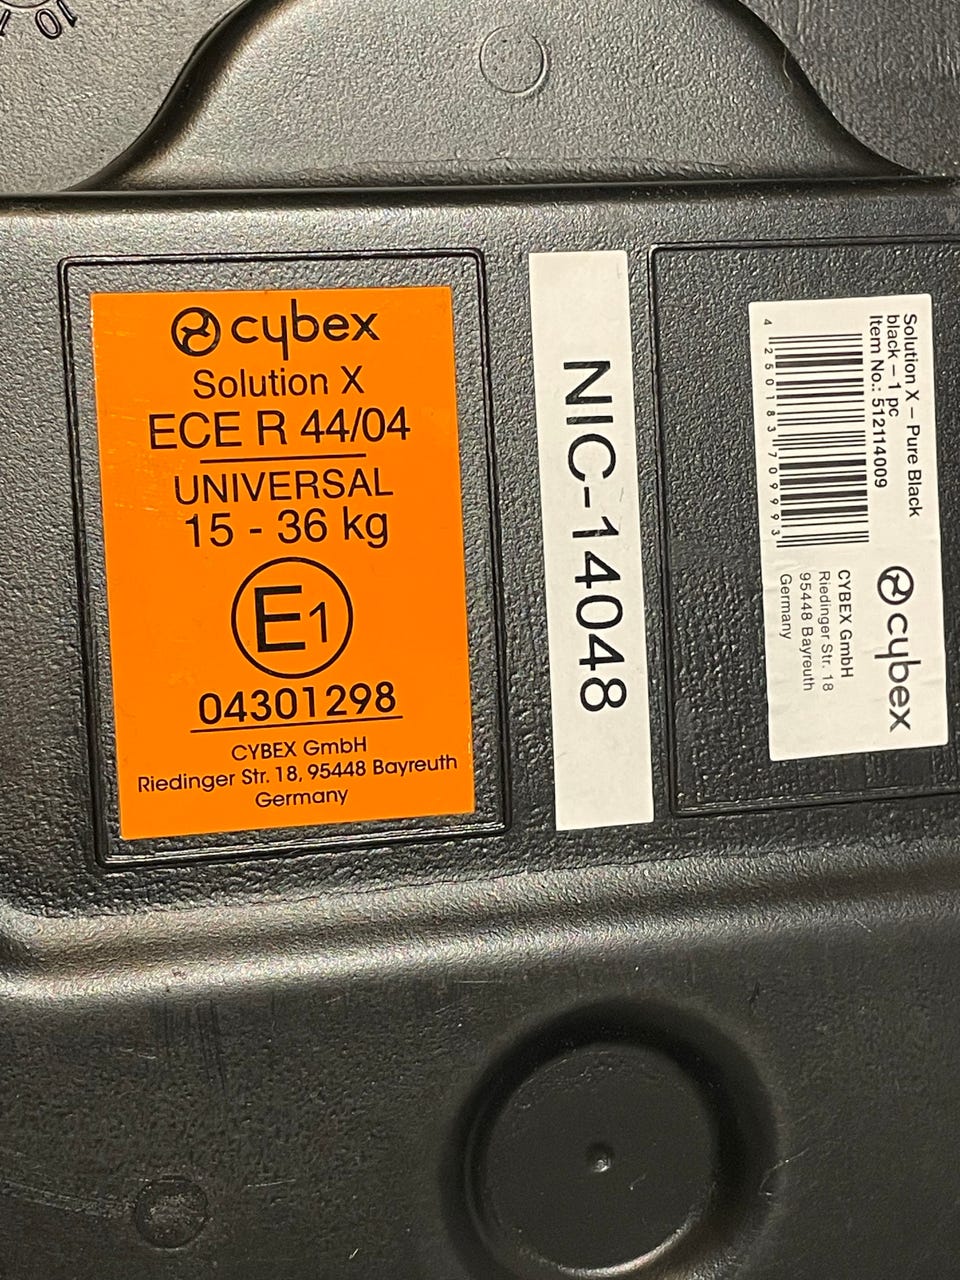 10
cybex
Solution X
ECE R 44/04
UNIVERSAL
15 - 36 kg
E1
04301298
CYBEX GmbH
Riedinger Str. 18, 95448 Bayreuth
Germany
NIC-14048
Solution X – Pure Black
black – 1 pc
Item No.: 512114009
4 250183 709993
cybex
CYBEX GmbH
Riedinger Str. 18
95448 Bayreuth
Germany